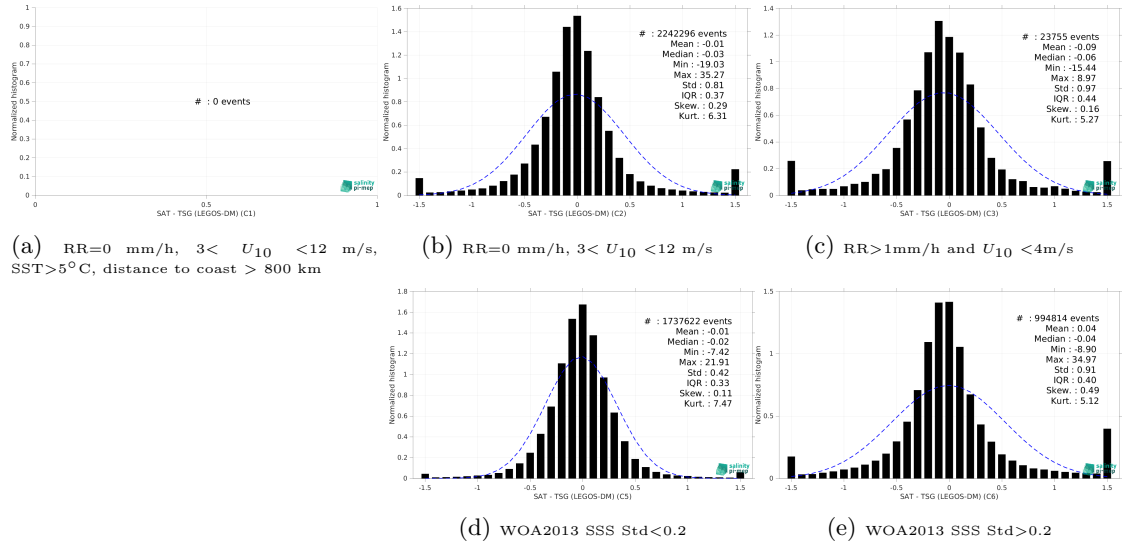 1
0.9
0.8
0.7
0.6
0.5
0.4
0.3
0.2
0.1
0
Normalized histogram
# : 0 events
0
0.5
1
SAT - TSG (LEGOS-DM) (C1)
salinity
pi-mep
(a) RR=0 mm/h, 3< U10 <12 m/s,
SST>5°C, distance to coast > 800 km
1.6
1.4
1.2
1
0.8
0.6
0.4
0.2
0
Normalized histogram
# : 2242296 events
Mean : -0.01
Median : -0.03
Min : -19.03
Max : 35.27
Std : 0.81
IQR : 0.37
Skew. : 0.29
Kurt. : 6.31
-1.5
-1
-0.5
0
0.5
1
1.5
SAT - TSG (LEGOS-DM) (C2)
salinity
pi-mep
(b) RR=0 mm/h, 3< U10 <12 m/s
1.4
1.2
1
0.8
0.6
0.4
0.2
0
Normalized histogram
# : 23755 events
Mean : -0.09
Median : -0.06
Min : -15.44
Max : 8.97
Std : 0.97
IQR : 0.44
Skew. : 0.16
Kurt. : 5.27
-1.5
-1
-0.5
0
0.5
1
1.5
SAT - TSG (LEGOS-DM) (C3)
salinity
pi-mep
(c) RR>1mm/h and U10 <4m/s
1.8
1.6
1.4
1.2
1
0.8
0.6
0.4
0.2
0
Normalized histogram
# : 1737622 events
Mean : -0.01
Median : -0.02
Min : -7.42
Max : 21.91
Std : 0.42
IQR : 0.33
Skew. : 0.11
Kurt. : 7.47
-1.5
-1
-0.5
0
0.5
1
1.5
SAT - TSG (LEGOS-DM) (C5)
salinity
pi-mep
(d) WOA2013 SSS Std<0.2
1.5
1
0.5
0
Normalized histogram
# : 994814 events
Mean : 0.04
Median : -0.04
Min : -8.90
Max : 34.97
Std : 0.91
IQR : 0.40
Skew. : 0.49
Kurt. : 5.12
-1.5
-1
-0.5
0
0.5
1
1.5
SAT - TSG (LEGOS-DM) (C6)
salinity
pi-mep
(e) WOA2013 SSS Std>0.2